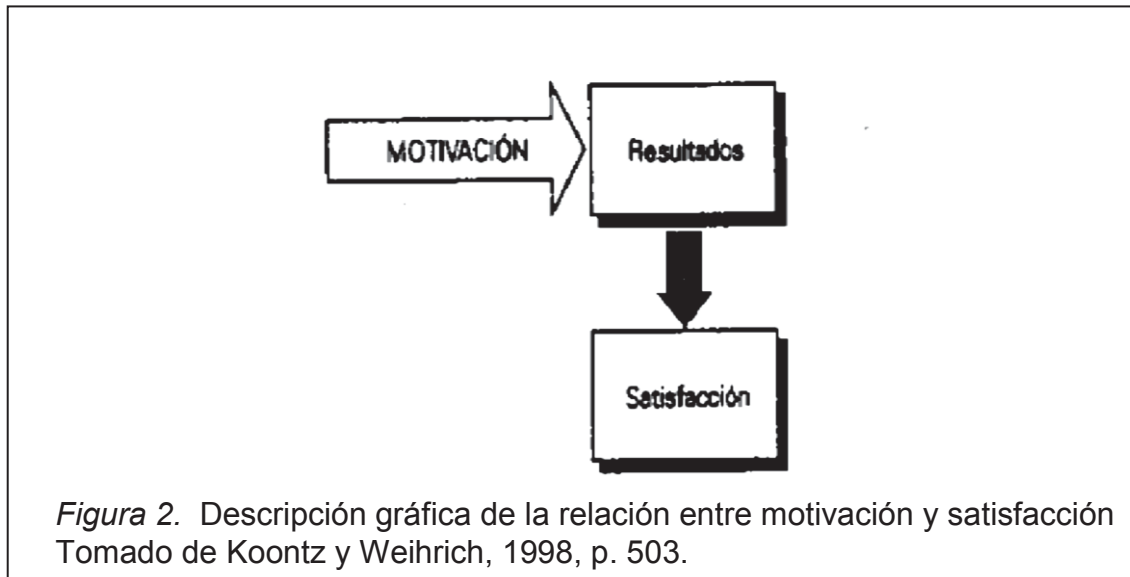 MOTIVACIÓN
Resultados
Satisfacción
Figura 2. Descripción gráfica de la relación entre motivación y satisfacción
Tomado de Koontz y Weihrich, 1998, p. 503.